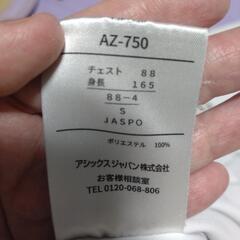 AZ-750
チェスト 88
身長 165
88-4
S
JASPO
ポリエステル 100%
アシックスジャパン株式会社
お客様相談室
TEL 0120-068-806